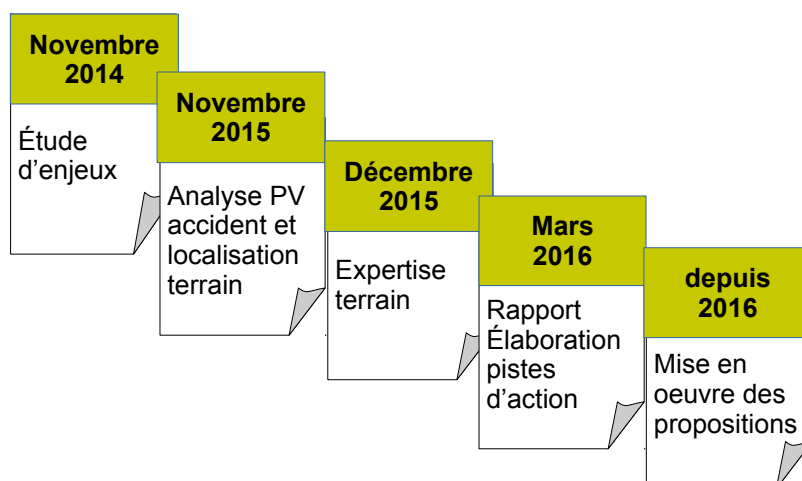 Novembre
2014
Étude
d'enjeux
Novembre
2015
Analyse PV
accident et
localisation
terrain
Décembre
2015
Expertise
terrain
Mars
2016
Rapport
Élaboration
pistes
d'action
depuis
2016
Mise en
oeuvre des
propositions